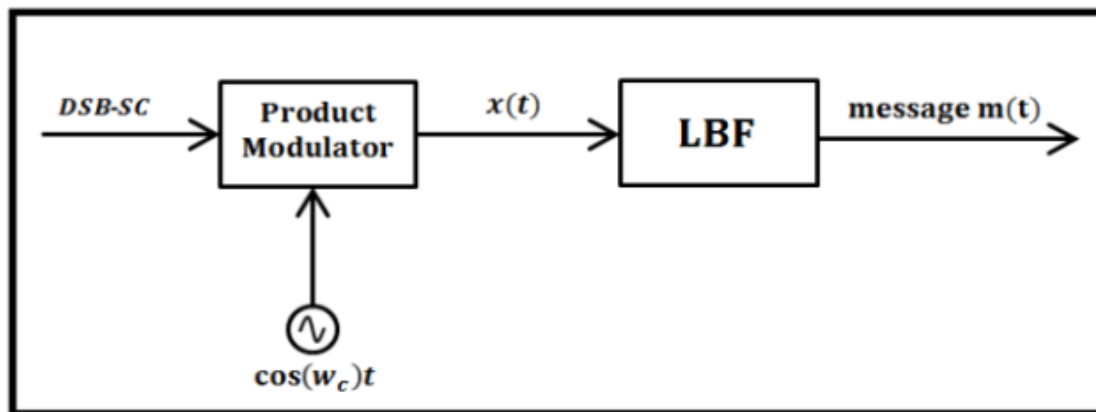 DSB-SC
Product
Modulator
x(t)
LBF
message m(t)
cos(w_c)t